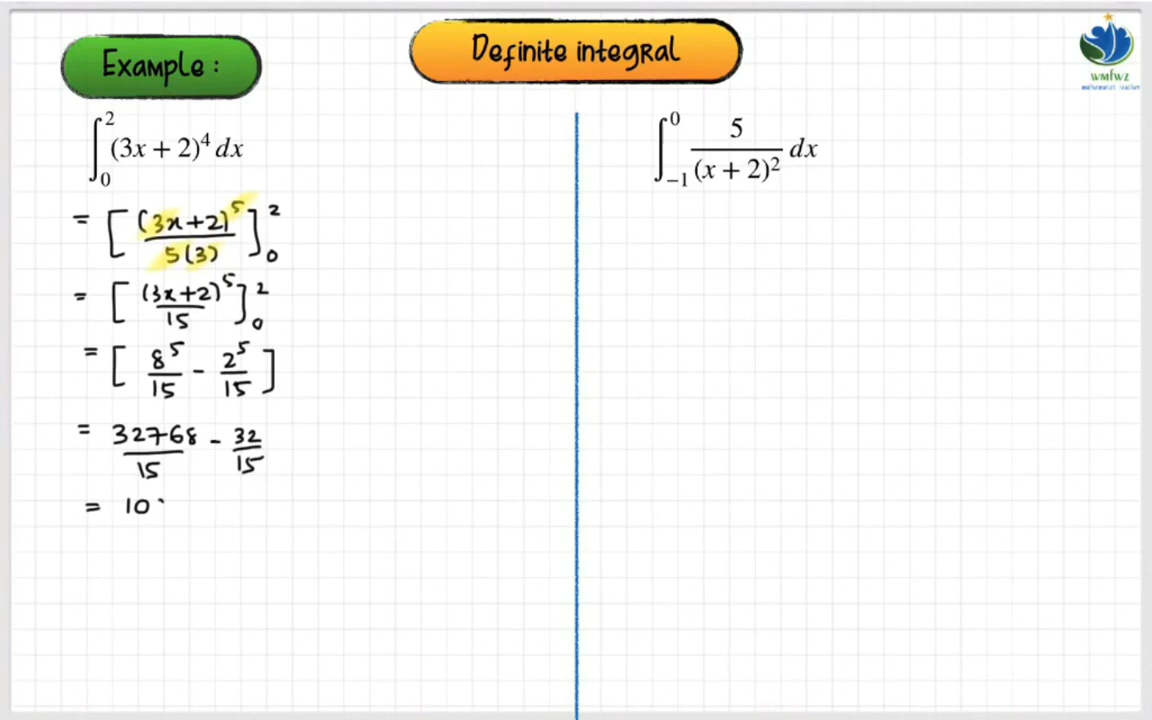 Definite integral
Example :
∫₀² (3x + 2)⁴ dx
= [ (3x+2)⁵ / 5(3) ]₀²
= [ (3x+2)⁵ / 15 ]₀²
= [ 8⁵/15 - 2⁵/15 ]
= 32768/15 - 32/15
= 10
∫₋₁⁰ 5/(x + 2)² dx
wmfwz